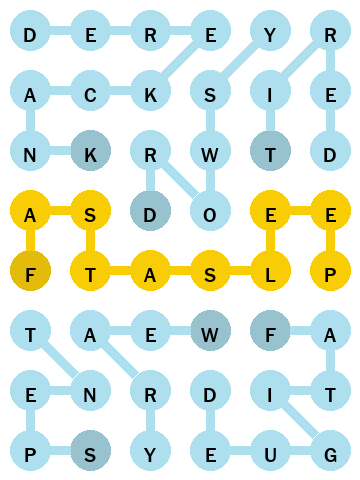 D E R E Y R
A C K S I E
N K R W T D
A S D O E E
F T A S L P
T A E W F A
E N R D I T
P S Y E U G